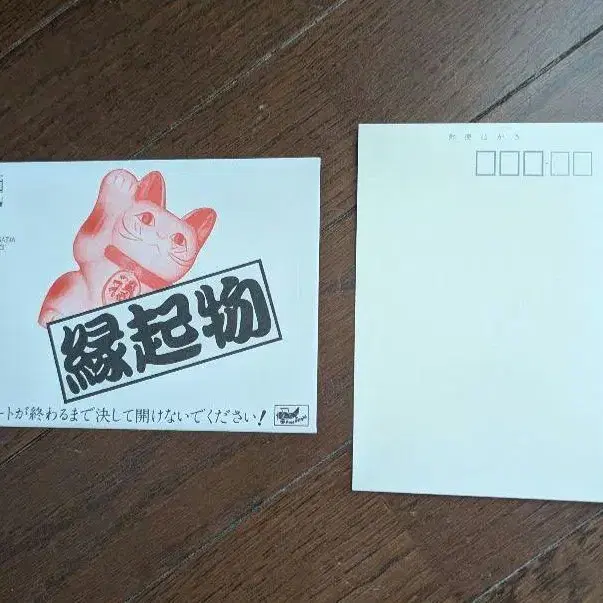 福
縁起物
ートが終わるまで決して開けないでください!
郵便はがき